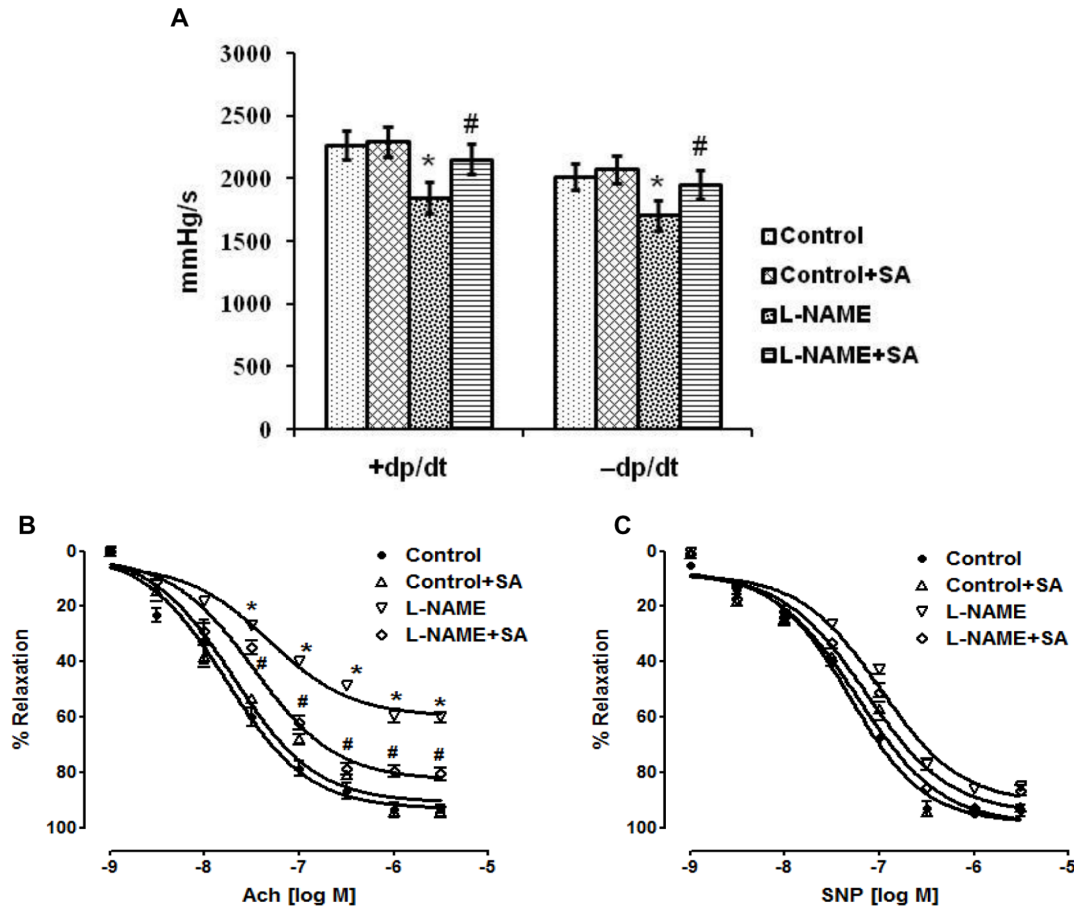 A
3000
2500
2000
1500
1000
500
0
mmHg/s
* # * #
+dp/dt –dp/dt
Control
Control+SA
L-NAME
L-NAME+SA
B
0
20
40
60
80
100
% Relaxation
Control
Control+SA
L-NAME
L-NAME+SA
* * * * *
# # # # #
-9 -8 -7 -6 -5
Ach [log M]
C
0
20
40
60
80
100
% Relaxation
Control
Control+SA
L-NAME
L-NAME+SA
-9 -8 -7 -6 -5
SNP [log M]